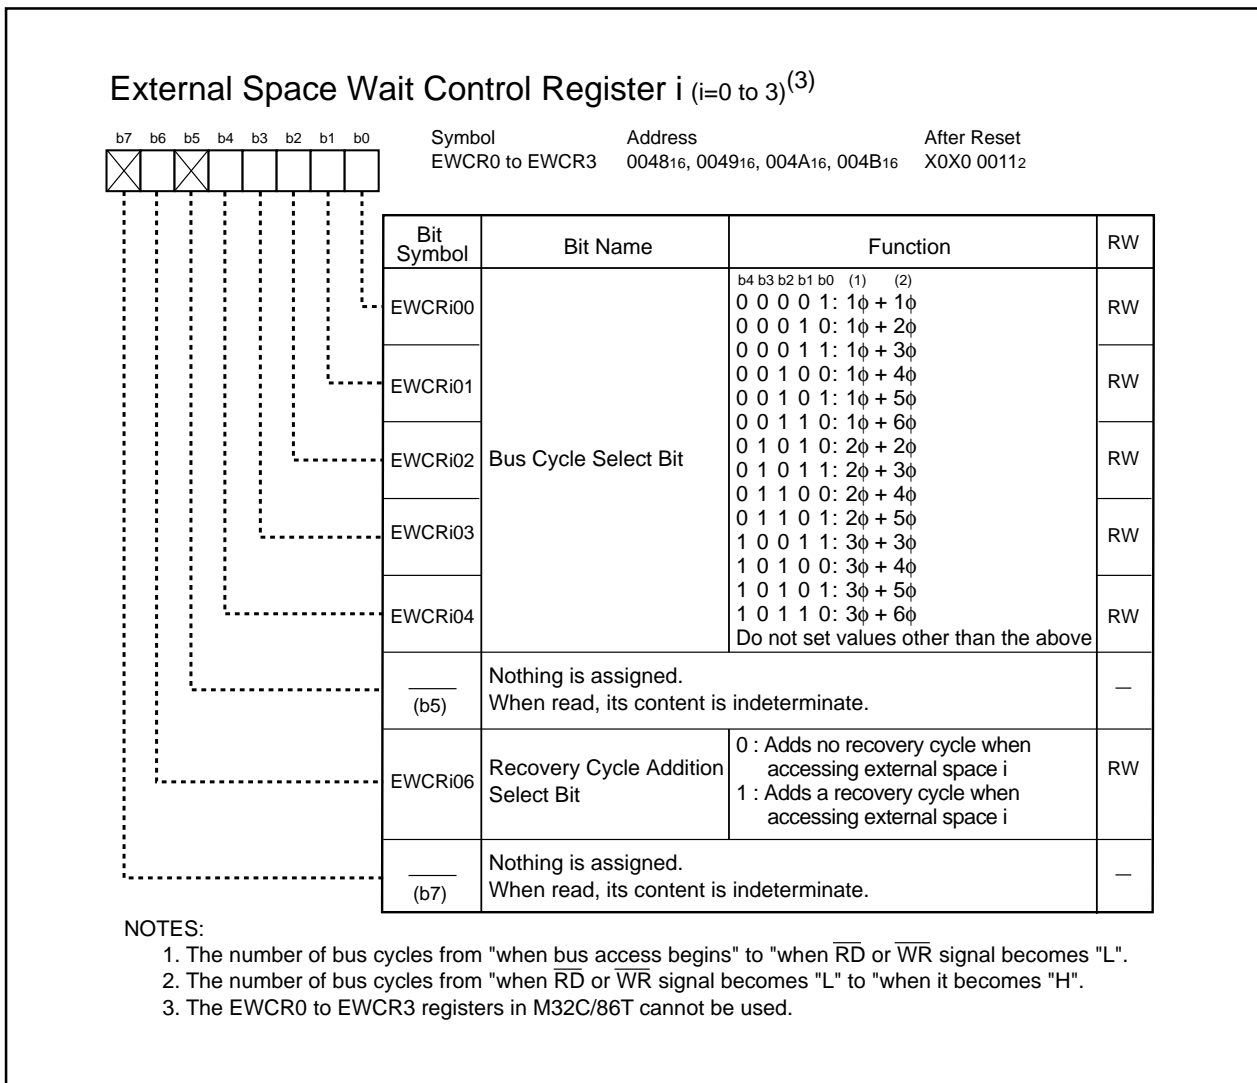 External Space Wait Control Register i (i=0 to 3)(3)
b7 b6 b5 b4 b3 b2 b1 b0
Symbol Address After Reset
EWCR0 to EWCR3 004816, 004916, 004A16, 004B16 X0X0 00112
Bit Symbol Bit Name Function RW
b4 b3 b2 b1 b0 (1) (2)
EWCRi00 RW
EWCRi01 RW
EWCRi02 Bus Cycle Select Bit RW
EWCRi03 RW
EWCRi04 RW
0 0 0 0 1: 1ϕ + 1ϕ
0 0 0 1 0: 1ϕ + 2ϕ
0 0 0 1 1: 1ϕ + 3ϕ
0 0 1 0 0: 1ϕ + 4ϕ
0 0 1 0 1: 1ϕ + 5ϕ
0 0 1 1 0: 1ϕ + 6ϕ
0 1 0 1 0: 2ϕ + 2ϕ
0 1 0 1 1: 2ϕ + 3ϕ
0 1 1 0 0: 2ϕ + 4ϕ
0 1 1 0 1: 2ϕ + 5ϕ
1 0 0 1 1: 3ϕ + 3ϕ
1 0 1 0 0: 3ϕ + 4ϕ
1 0 1 0 1: 3ϕ + 5ϕ
1 0 1 1 0: 3ϕ + 6ϕ
Do not set values other than the above
(b5)
Nothing is assigned.
When read, its content is indeterminate.
—
EWCRi06
Recovery Cycle Addition
Select Bit
0 : Adds no recovery cycle when
accessing external space i
1 : Adds a recovery cycle when
accessing external space i
RW
(b7)
Nothing is assigned.
When read, its content is indeterminate.
—
NOTES:
1. The number of bus cycles from "when bus access begins" to "when RD or WR signal becomes "L".
2. The number of bus cycles from "when RD or WR signal becomes "L" to "when it becomes "H".
3. The EWCR0 to EWCR3 registers in M32C/86T cannot be used.